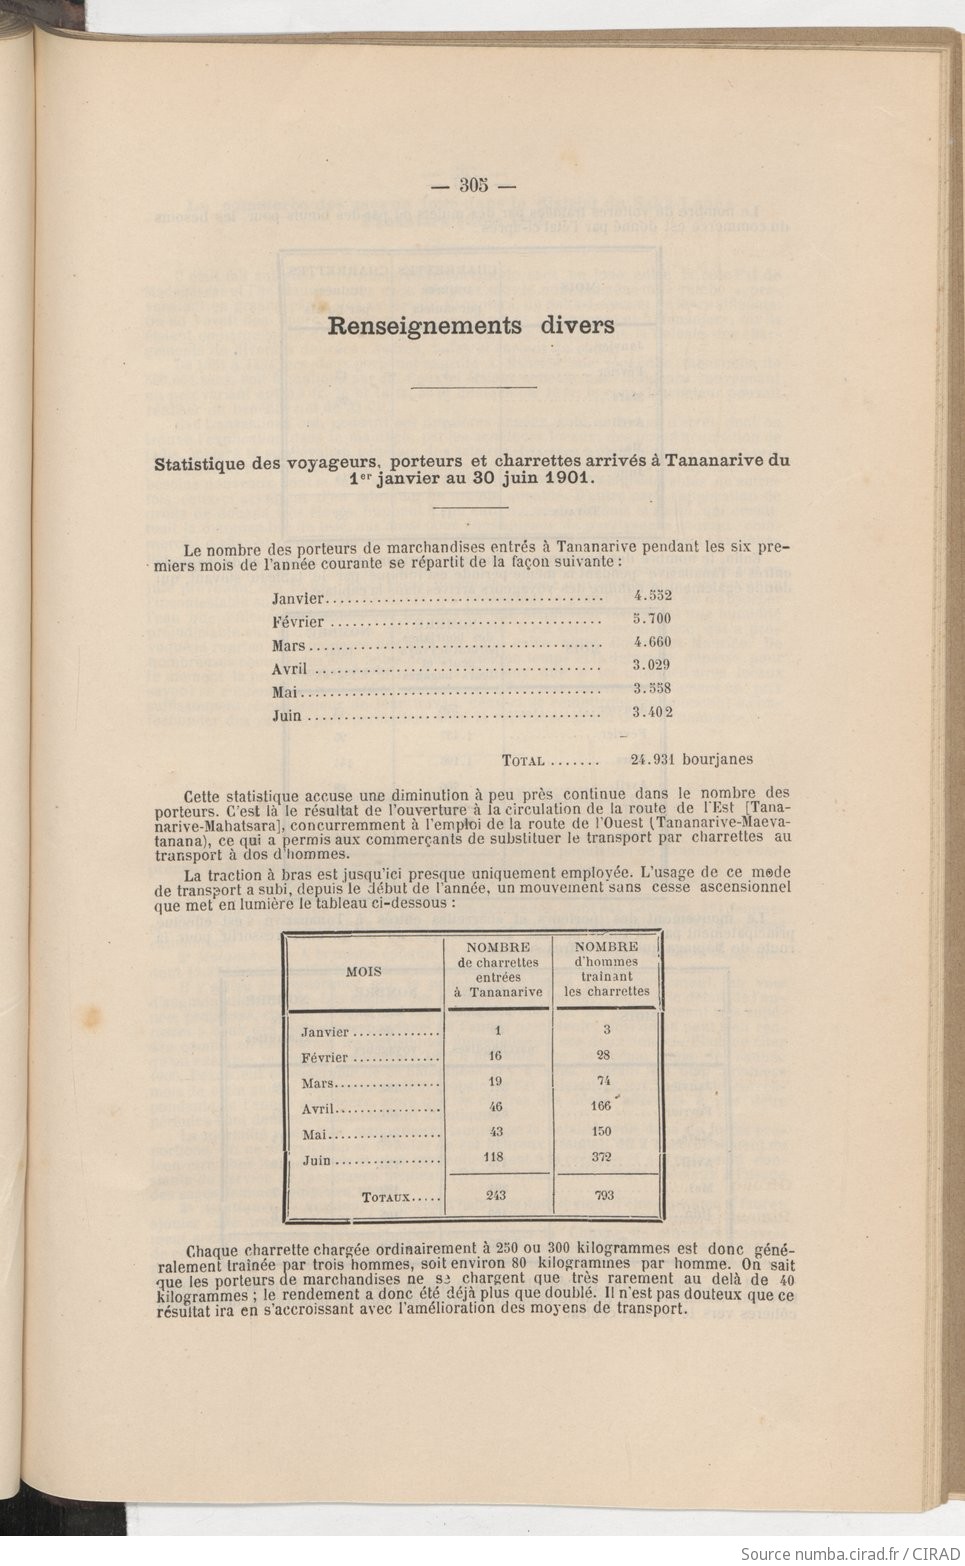 — 305 —
Renseignements divers
Statistique des voyageurs, porteurs et charrettes arrivés à Tananarive du
1er janvier au 30 juin 1901.
Le nombre des porteurs de marchandises entrés à Tananarive pendant les six pre-
miers mois de l'année courante se répartit de la façon suivante :
Janvier..................................... 4.552
Février .................................... 5.700
Mars....................................... 4.660
Avril ...................................... 3.029
Mai........................................ 3.558
Juin ....................................... 3.402
TOTAL ....... 24.931 bourjanes
Cette statistique accuse une diminution à peu près continue dans le nombre des
porteurs. C'est là le résultat de l'ouverture à la circulation de la route de l'Est [Tana-
narive-Mahatsara], concurremment à l'emploi de la route de l'Ouest (Tananarive-Maeva-
tanana), ce qui a permis aux commerçants de substituer le transport par charrettes au
transport à dos d'hommes.
La traction à bras est jusqu'ici presque uniquement employée. L'usage de ce mode
de transport a subi, depuis le début de l'année, un mouvement sans cesse ascensionnel
que met en lumière le tableau ci-dessous :
MOIS
NOMBRE
de charrettes
entrées
à Tananarive
NOMBRE
d'hommes
traînant
les charrettes
Janvier .............. 1 3
Février .............. 16 28
Mars................. 19 74
Avril................. 46 166
Mai.................. 43 150
Juin ................. 118 372
TOTAUX..... 243 793
Chaque charrette chargée ordinairement à 250 ou 300 kilogrammes est donc géné-
ralement traînée par trois hommes, soit environ 80 kilogrammes par homme. On sait
que les porteurs de marchandises ne se chargent que très rarement au delà de 40
kilogrammes ; le rendement a donc été déjà plus que doublé. Il n'est pas douteux que ce
résultat ira en s'accroissant avec l'amélioration des moyens de transport.
Source numba.cirad.fr / CIRAD